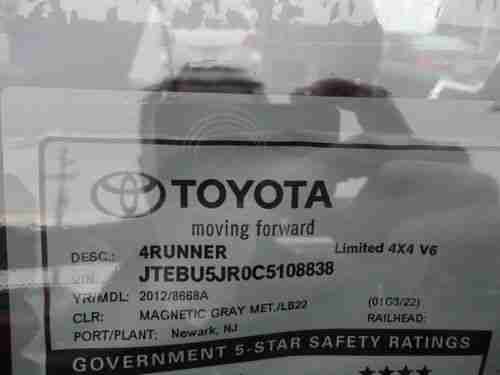 TOYOTA
moving forward
DESC.: 4RUNNER Limited 4X4 V6
VIN: JTEBU5JR0C5108838
YR/MDL: 2012/8668A
CLR: MAGNETIC GRAY MET./LB22 (01G3/22)
PORT/PLANT: Newark, NJ RAILHEAD:
GOVERNMENT 5-STAR SAFETY RATINGS